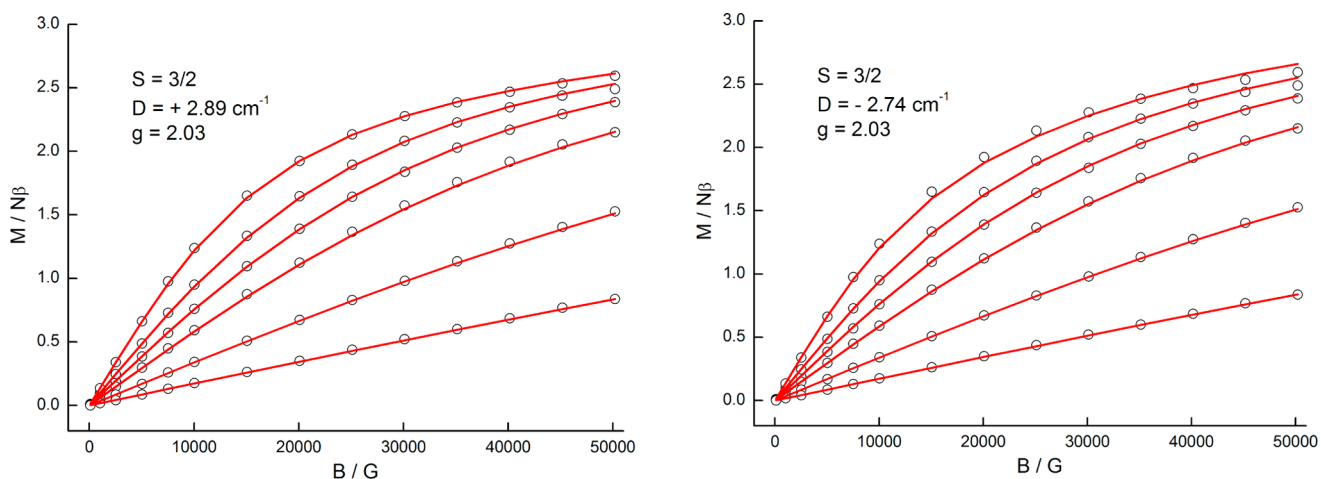 3.0
2.5
2.0
1.5
1.0
0.5
0.0
M / Nβ
S = 3/2
D = + 2.89 cm⁻¹
g = 2.03
0
10000
20000
30000
40000
50000
B / G
3.0
2.5
2.0
1.5
1.0
0.5
0.0
M / Nβ
S = 3/2
D = - 2.74 cm⁻¹
g = 2.03
0
10000
20000
30000
40000
50000
B / G